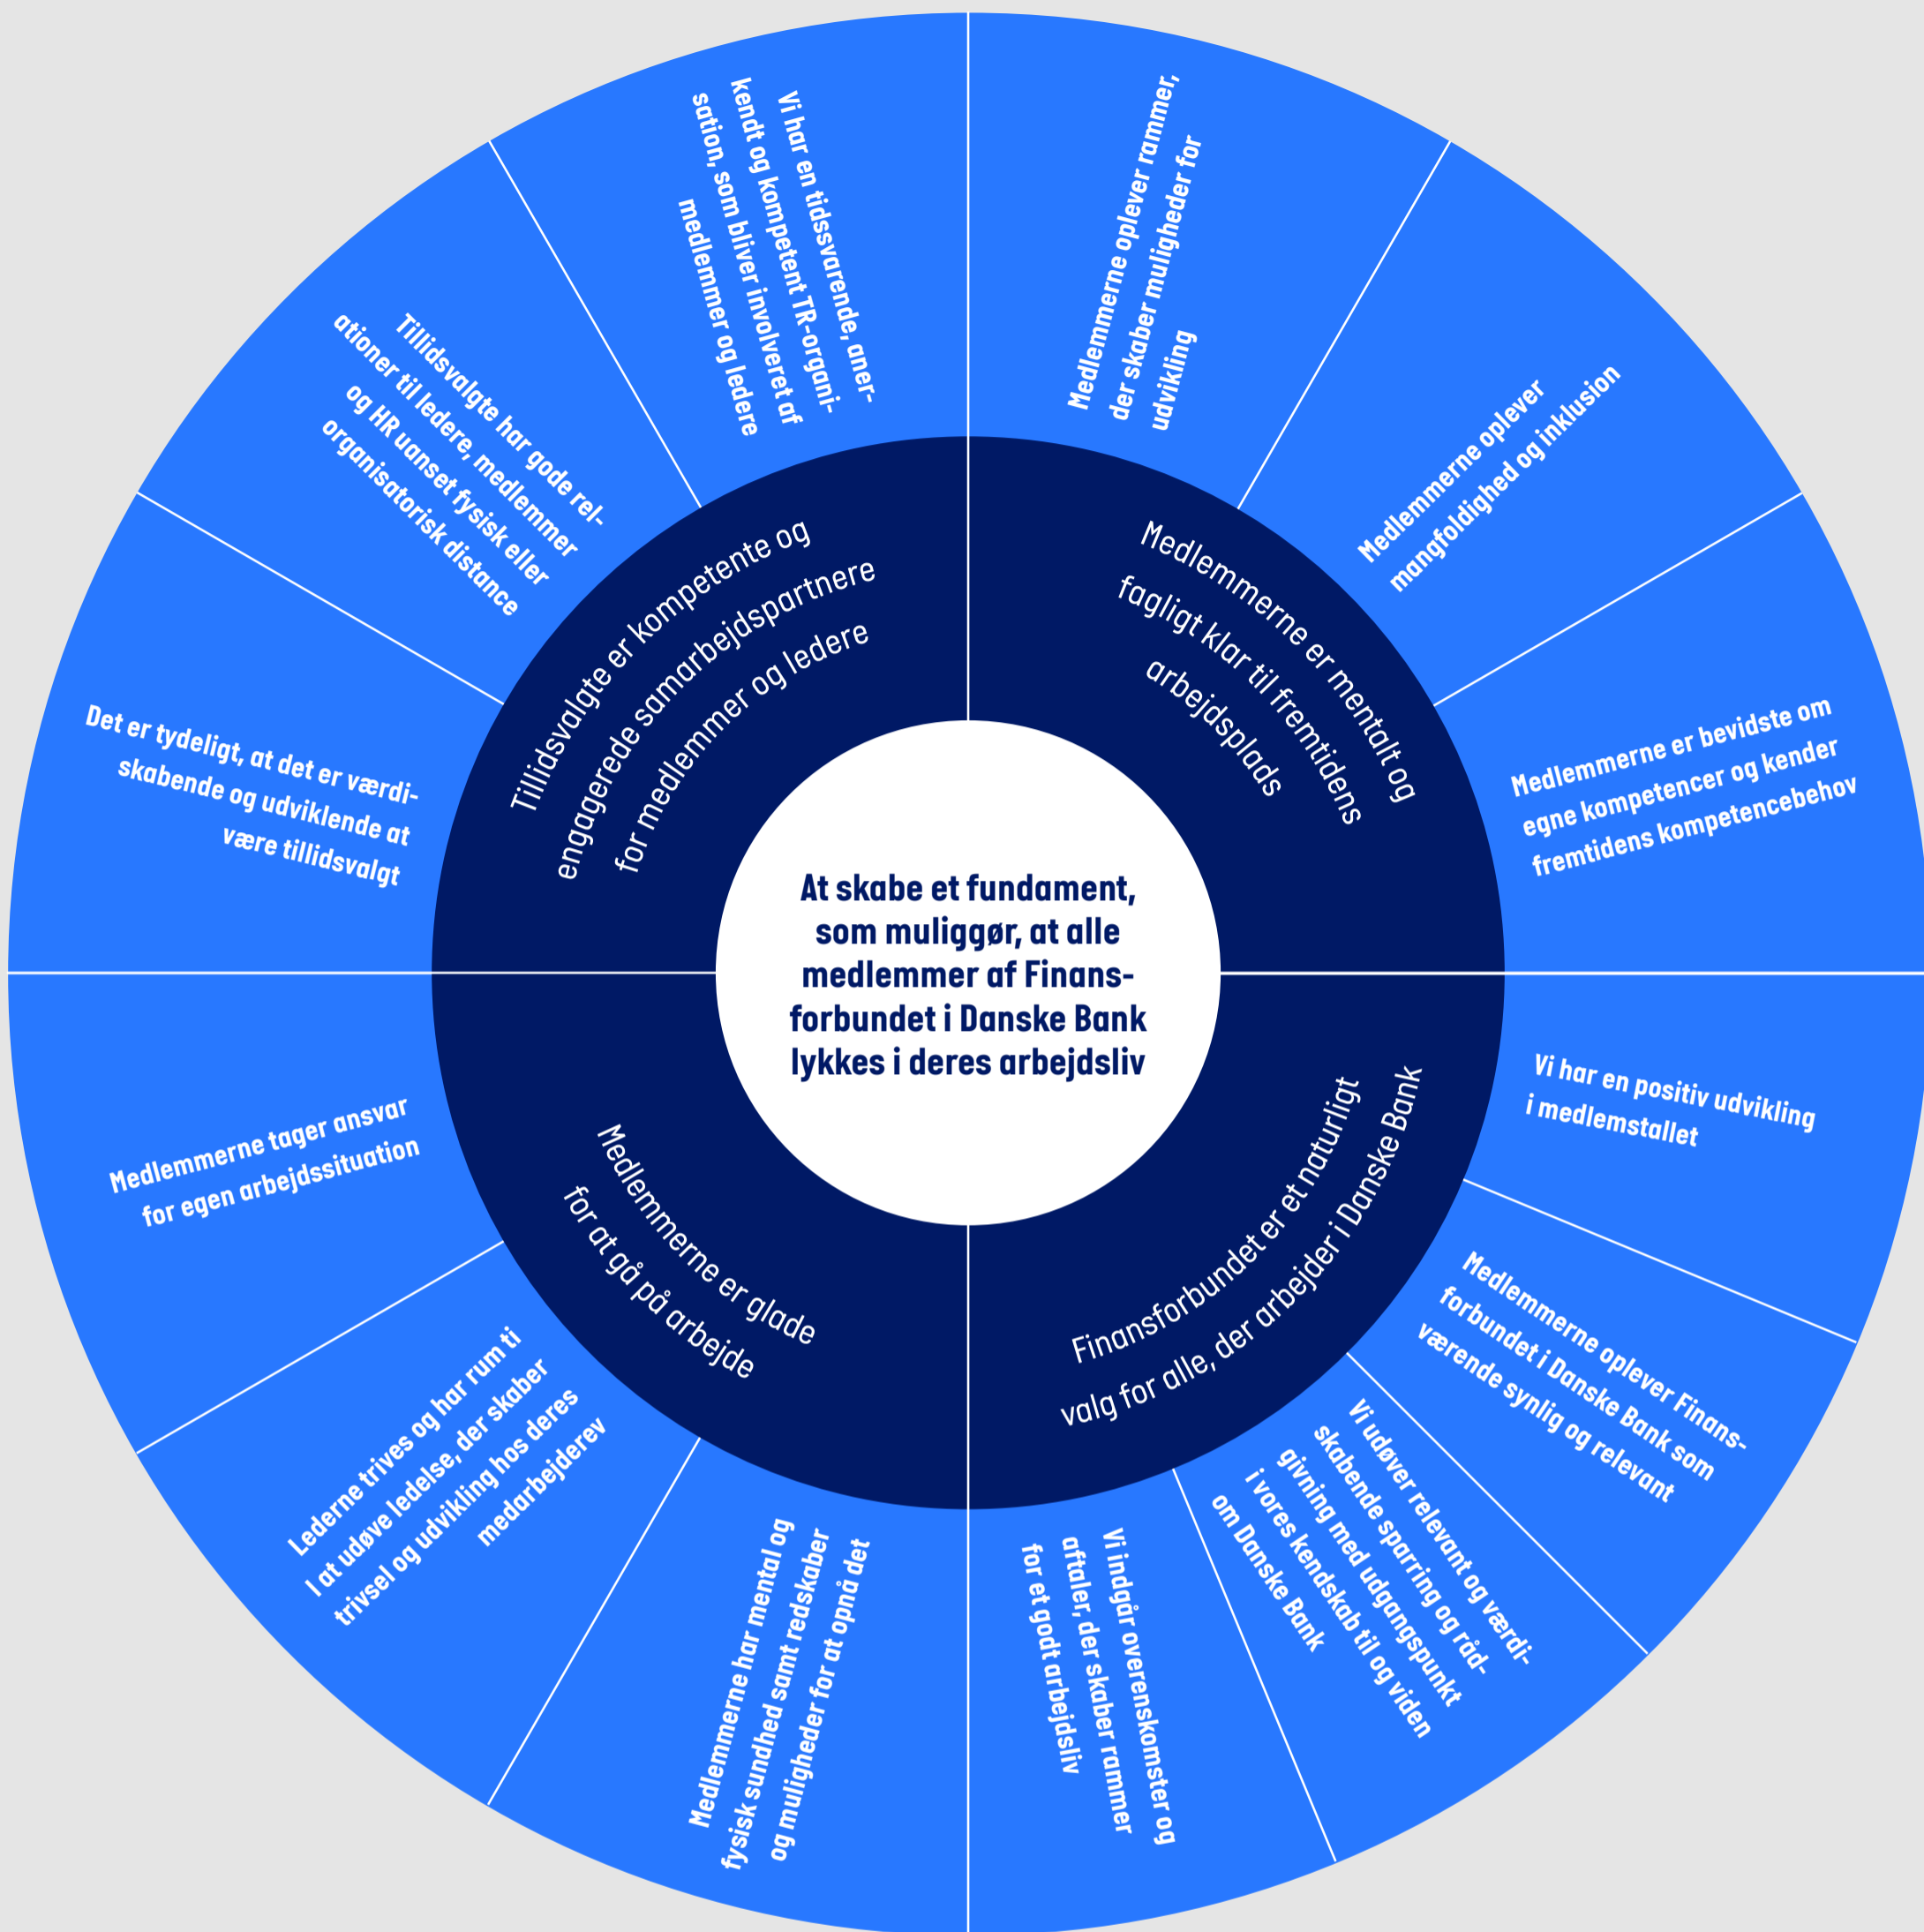 At skabe et fundament,
som muliggør, at alle
medlemmer af Finans-
forbundet i Danske Bank
lykkes i deres arbejdsliv
Medlemmerne er mentalt og
fagligt klar til fremtidens
arbejdsplads
Medlemmerne oplever rammer,
der skaber muligheder for
udvikling
Medlemmerne oplever
mangfoldighed og inklusion
Medlemmerne er bevidste om
egne kompetencer og kender
fremtidens kompetencebehov
Finansforbundet er et naturligt
valg for alle, der arbejder i Danske Bank
Vi har en positiv udvikling
i medlemstallet
Medlemmerne oplever Finans-
forbundet i Danske Bank som
værende synlig og relevant
Vi udøver relevant og værdi-
skabende sparring og råd-
givning med udgangspunkt
i vores kendskab til og viden
om Danske Bank
Vi indgår overenskomster og
aftaler, der skaber rammer
for et godt arbejdsliv
Medlemmerne er glade
for at gå på arbejde
Medlemmerne har mental og
fysisk sundhed samt redskaber
og muligheder for at opnå det
Lederne trives og har rum ti
I at udøve ledelse, der skaber
trivsel og udvikling hos deres
medarbejderev
Medlemmerne tager ansvar
for egen arbejdssituation
Tillidsvalgte er kompetente og
engagerede samarbejdspartnere
for medlemmer og ledere
Det er tydeligt, at det er værdi-
skabende og udviklende at
være tillidsvalgt
Tillidsvalgte har gode rel-
ationer til ledere, medlemmer
og HR uanset fysisk eller
organisatorisk distance
Vi har en tidssvarende, aner-
kendt og kompetent TR-organi-
sation, som bliver involveret af
medlemmer og ledere